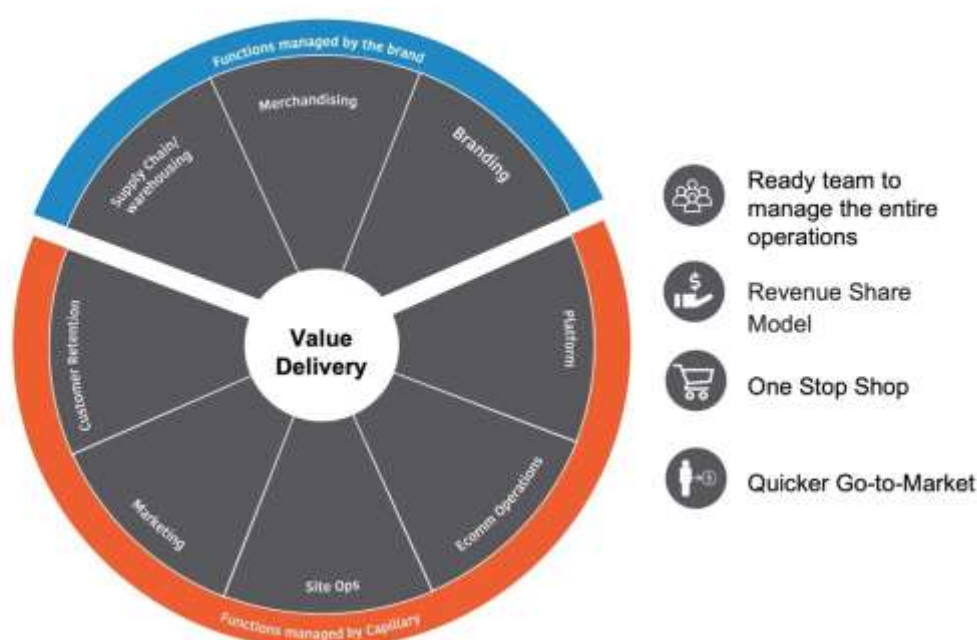 Functions managed by the brand
Supply Chain/
warehousing
Merchandising
Branding
Customer Retention
Value
Delivery
Platform
Marketing
Site Ops
Ecomm Operations
Functions managed by Capillary
Ready team to
manage the entire
operations
$
Revenue Share
Model
One Stop Shop
Quicker Go-to-Market